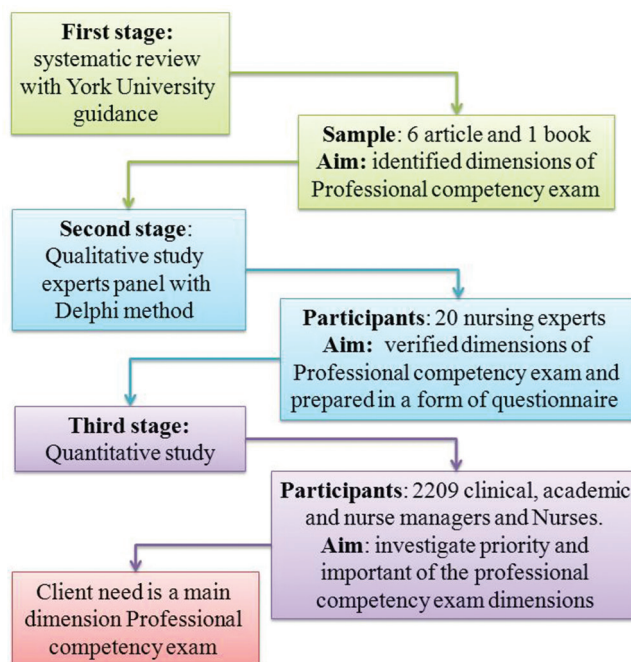 First stage:
systematic review
with York University
guidance
Sample: 6 article and 1 book
Aim: identified dimensions of
Professional competency exam
Second stage:
Qualitative study
experts panel with
Delphi method
Participants: 20 nursing experts
Aim: verified dimensions of
Professional competency exam and
prepared in a form of questionnaire
Third stage:
Quantitative study
Participants: 2209 clinical, academic
and nurse managers and Nurses.
Aim: investigate priority and
important of the professional
competency exam dimensions
Client need is a main
dimension Professional
competency exam